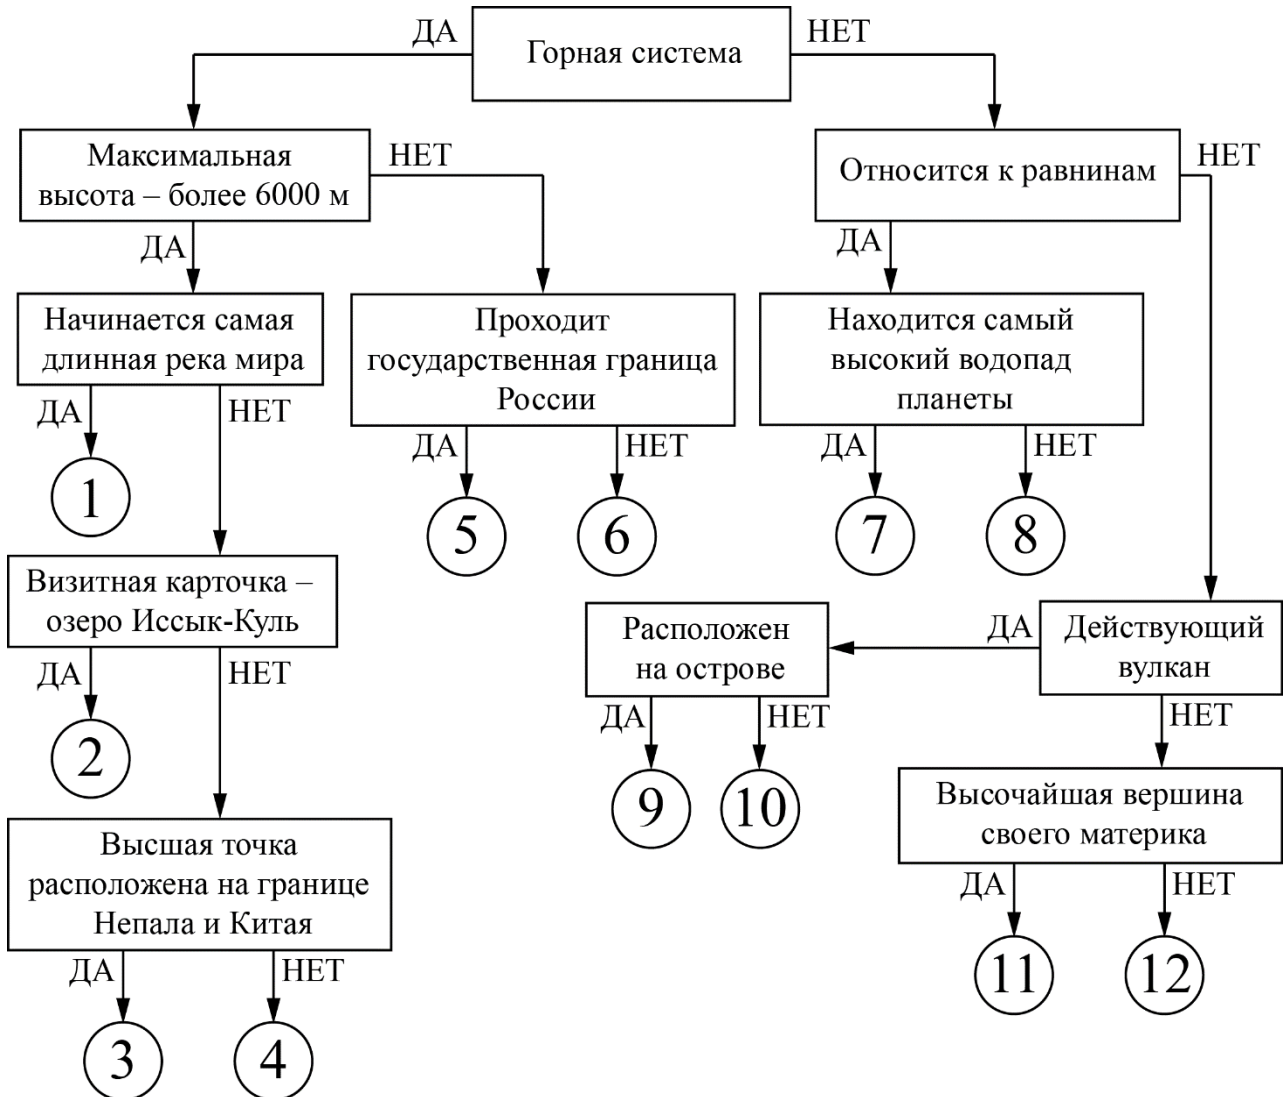 ДА
Горная система
НЕТ
Максимальная
высота – более 6000 м
НЕТ
Относится к равнинам
НЕТ
ДА
ДА
Начинается самая
длинная река мира
Проходит
государственная граница
России
Находится самый
высокий водопад
планеты
ДА
НЕТ
ДА
НЕТ
ДА
НЕТ
1
5
6
7
8
Визитная карточка –
озеро Иссык-Куль
Расположен
на острове
ДА
Действующий
вулкан
ДА
НЕТ
ДА
НЕТ
НЕТ
2
9
10
Высочайшая вершина
своего материка
Высшая точка
расположена на границе
Непала и Китая
ДА
НЕТ
11
12
ДА
НЕТ
3
4